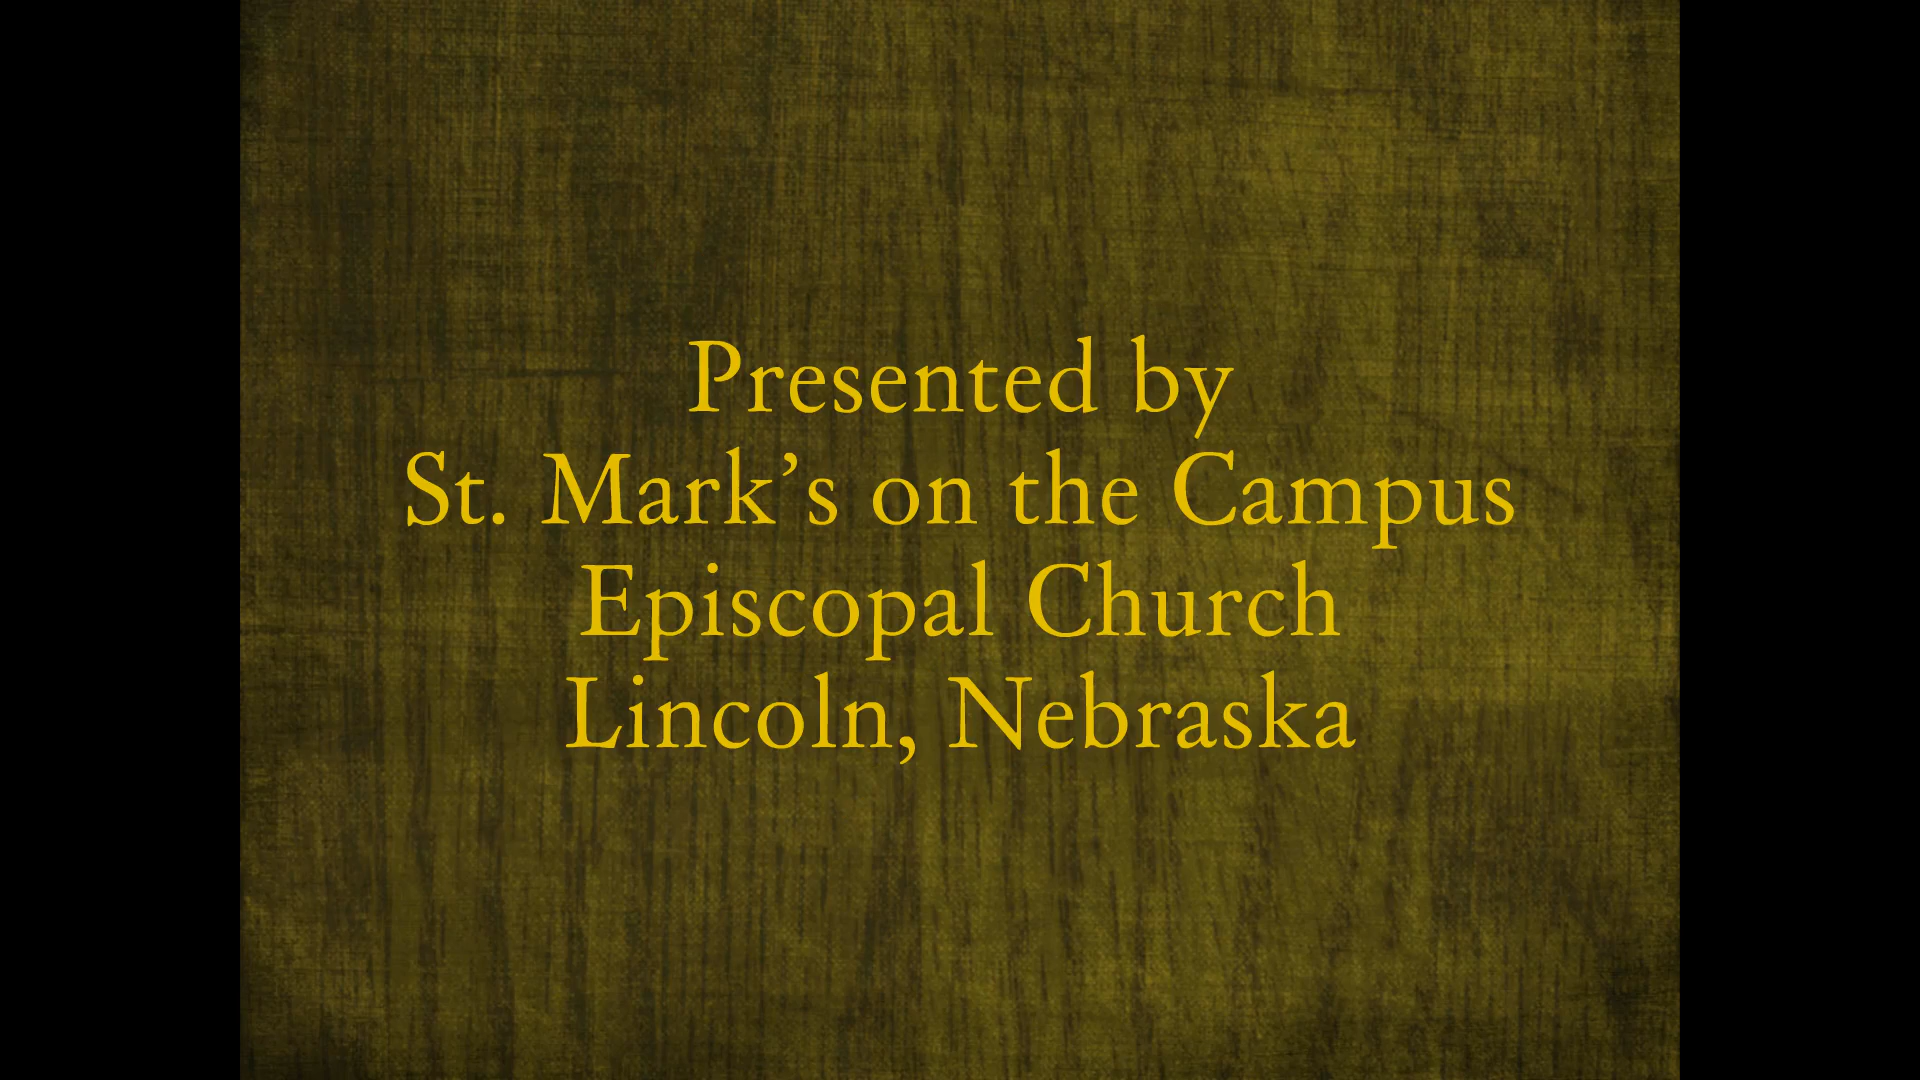 Presented by
St. Mark’s on the Campus
Episcopal Church
Lincoln, Nebraska